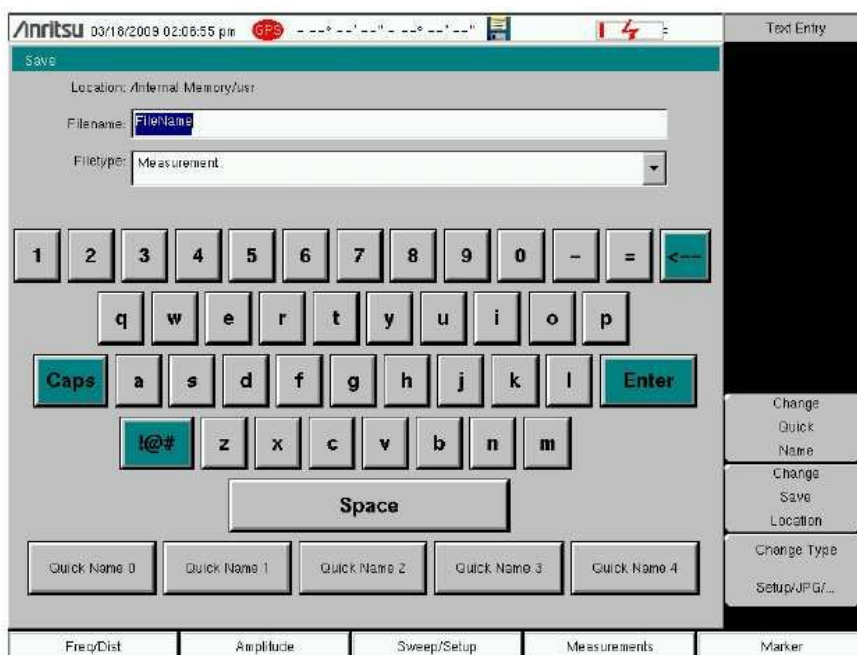 Anritsu 03/18/2009 02:06:55 pm GPS - --° --'--" - --° --'--"
Text Entry
Save
Location: /Internal Memory/usr
Filename: FileName
Filetype: Measurement
1 2 3 4 5 6 7 8 9 0 - = <--
q w e r t y u i o p
Caps a s d f g h j k l Enter
!@# z x c v b n m
Space
Quick Name 0 Quick Name 1 Quick Name 2 Quick Name 3 Quick Name 4
Change
Quick
Name
Change
Save
Location
Change Type
Setup/JPG/...
Freq/Dist Amplitude Sweep/Setup Measurements Marker